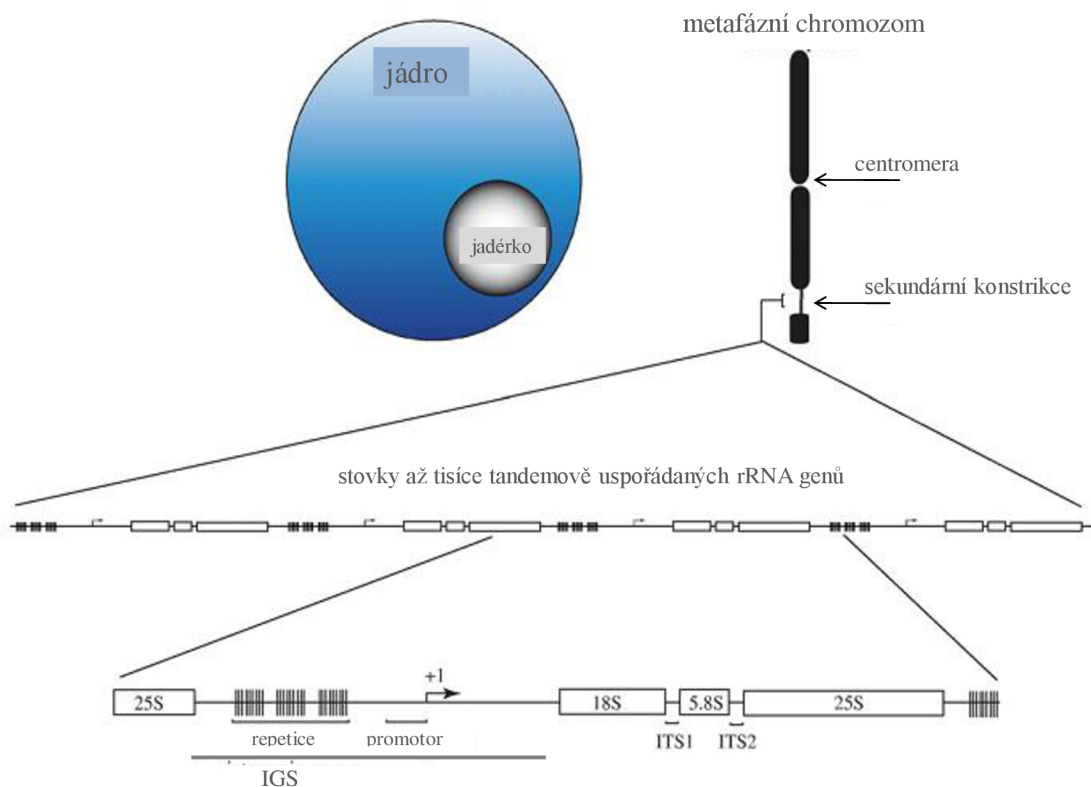 metafázní chromozom
jádro
centromera
jadérko
sekundární konstrikce
stovky až tisíce tandemově uspořádaných rRNA genů
+1
25S
18S
5.8S
25S
repetice
promotor
ITS1
ITS2
IGS